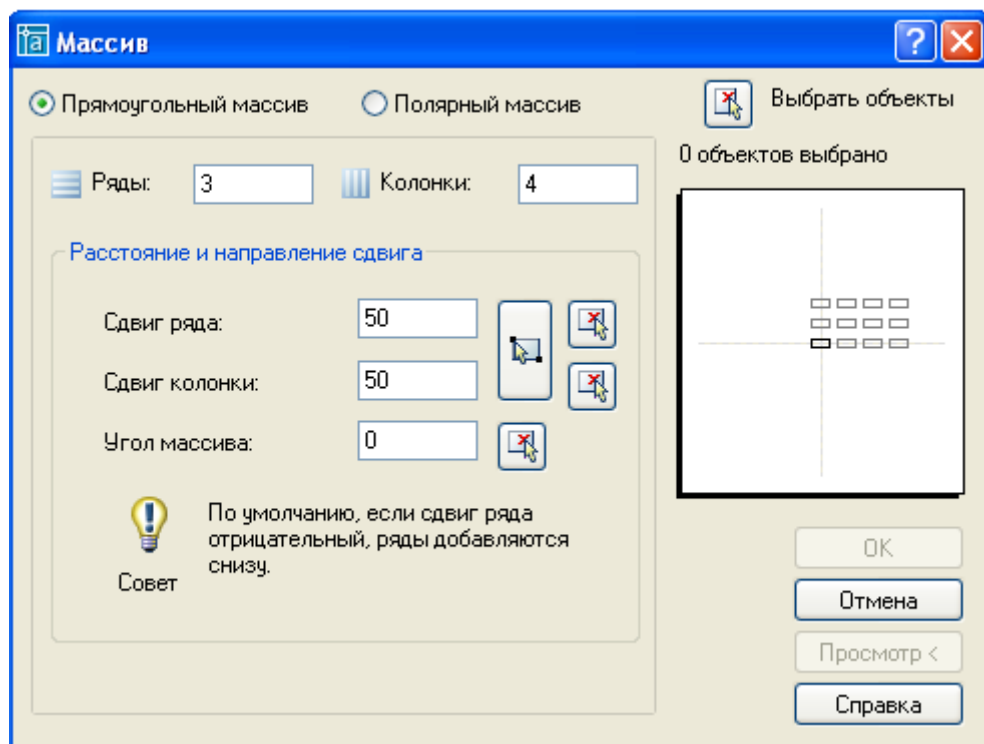 Массив
Прямоугольный массив Полярный массив Выбрать объекты
0 объектов выбрано
Ряды: 3 Колонки: 4
Расстояние и направление сдвига
Сдвиг ряда: 50
Сдвиг колонки: 50
Угол массива: 0
По умолчанию, если сдвиг ряда
отрицательный, ряды добавляются
снизу.
Совет
OK
Отмена
Просмотр <
Справка